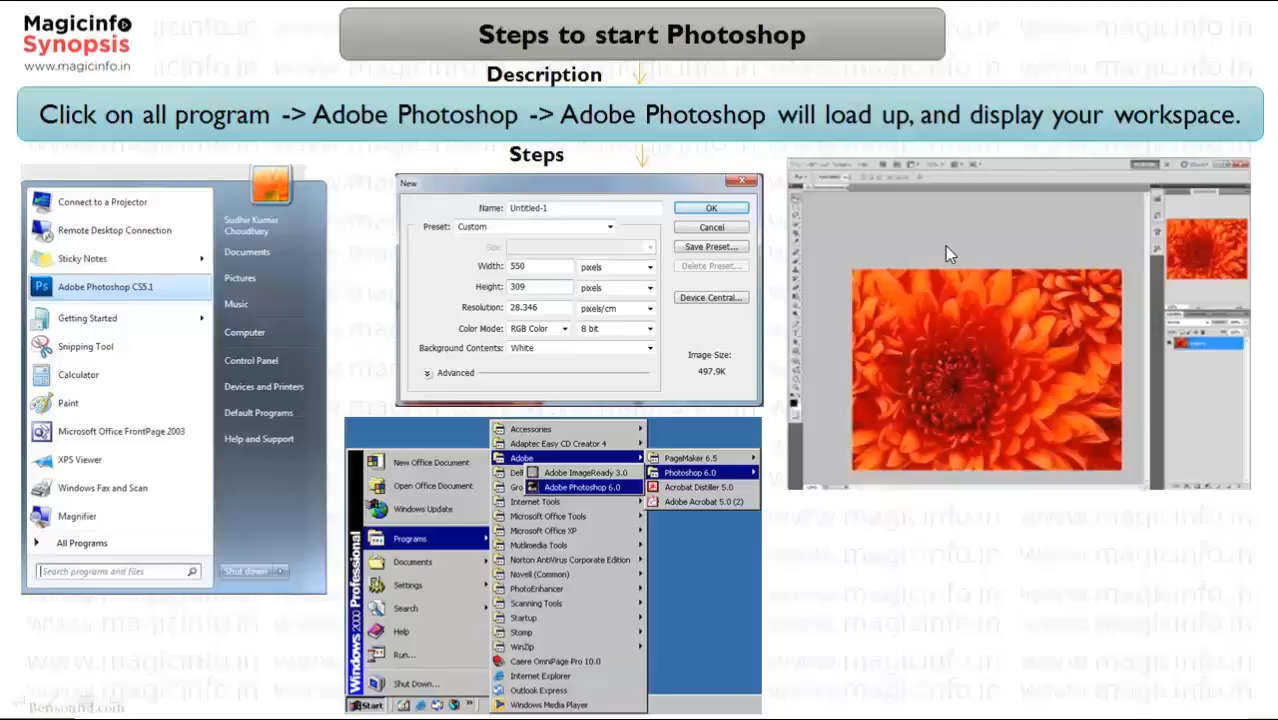 Magicinfo
Synopsis
www.magicinfo.in
Steps to start Photoshop
Description
Click on all program -> Adobe Photoshop -> Adobe Photoshop will load up, and display your workspace.
Steps
Connect to a Projector
Remote Desktop Connection
Sticky Notes
Adobe Photoshop CS5.1
Getting Started
Snipping Tool
Calculator
Paint
Microsoft Office FrontPage 2003
XPS Viewer
Windows Fax and Scan
Magnifier
All Programs
Search programs and files
Sudhir Kumar
Choudhary
Documents
Pictures
Music
Computer
Control Panel
Devices and Printers
Default Programs
Help and Support
Shut down
New
Name: Untitled-1
Preset: Custom
Size:
Width: 550 pixels
Height: 309 pixels
Resolution: 28.346 pixels/cm
Color Mode: RGB Color 8 bit
Background Contents: White
Advanced
OK
Cancel
Save Preset...
Delete Preset...
Device Central...
Image Size:
497.9K
Windows 2000 Professional
New Office Document
Open Office Document
Windows Update
Programs
Documents
Settings
Search
Help
Run...
Shut Down...
Start
Accessories
Adaptec Easy CD Creator 4
Adobe
Adobe ImageReady 3.0
Adobe Photoshop 6.0
Internet Tools
Microsoft Office Tools
Microsoft Office XP
Mutlimedia Tools
Norton AntiVirus Corporate Edition
Novell (Common)
PhotoEnhancer
Scanning Tools
Startup
Stomp
WinZip
Caere OmniPage Pro 10.0
Internet Explorer
Outlook Express
Windows Media Player
PageMaker 6.5
Photoshop 6.0
Acrobat Distiller 5.0
Adobe Acrobat 5.0 (2)
Bensound.com